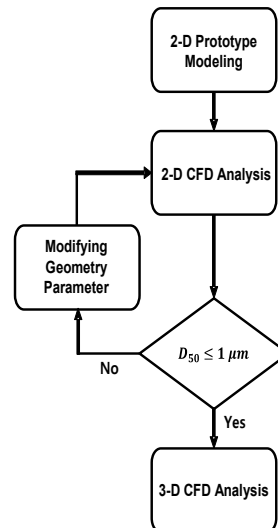 2-D Prototype
Modeling
2-D CFD Analysis
Modifying
Geometry
Parameter
D₅₀ ≤ 1 μm
No
Yes
3-D CFD Analysis